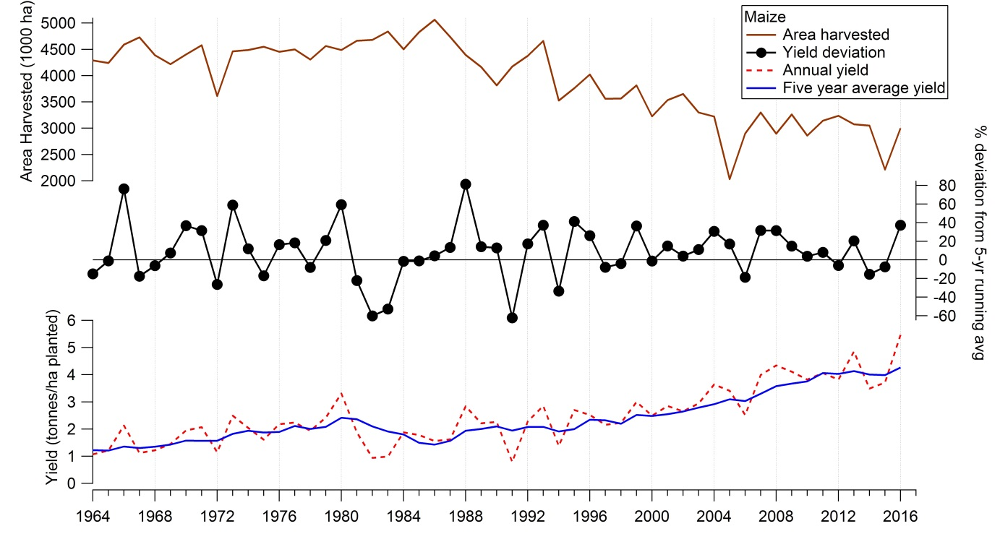 Maize
Area harvested
Yield deviation
Annual yield
Five year average yield
Area Harvested (1000 ha)
5000
4500
4000
3500
3000
2500
2000
% deviation from 5-yr running avg
80
60
40
20
0
-20
-40
-60
Yield (tonnes/ha planted)
6
5
4
3
2
1
0
1964 1968 1972 1976 1980 1984 1988 1992 1996 2000 2004 2008 2012 2016